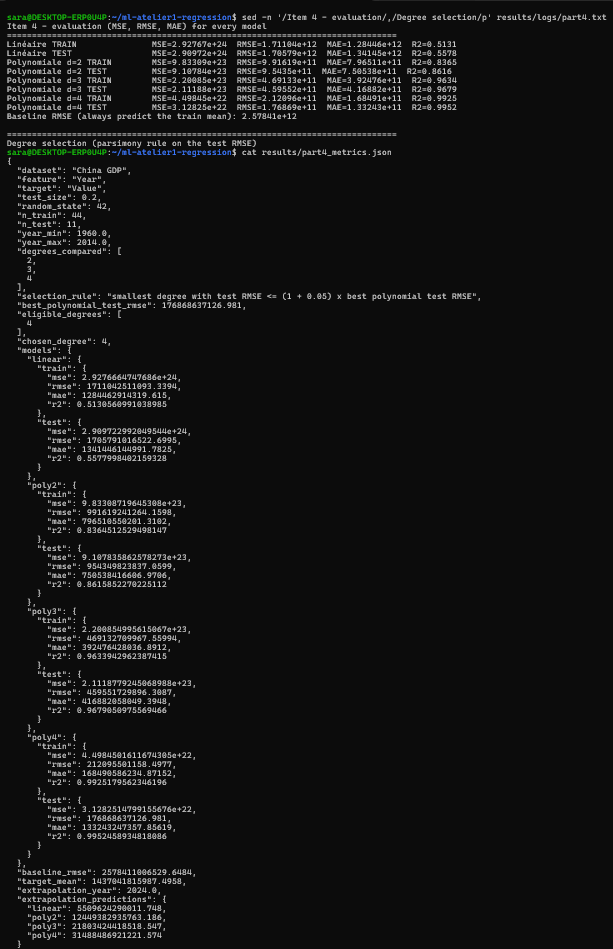 sara@DESKTOP-ERP0U4P:~/ml-atelier1-regression$ sed -n '/Item 4 - evaluation/,/Degree selection/p' results/logs/part4.txt
Item 4 - evaluation (MSE, RMSE, MAE) for every model
==============================================================================
Linéaire TRAIN MSE=2.92767e+24 RMSE=1.71104e+12 MAE=1.28446e+12 R2=0.5131
Linéaire TEST MSE=2.90972e+24 RMSE=1.70579e+12 MAE=1.34145e+12 R2=0.5578
Polynomiale d=2 TRAIN MSE=9.83309e+23 RMSE=9.91619e+11 MAE=7.96511e+11 R2=0.8365
Polynomiale d=2 TEST MSE=9.10784e+23 RMSE=9.5435e+11 MAE=7.50538e+11 R2=0.8616
Polynomiale d=3 TRAIN MSE=2.20085e+23 RMSE=4.69133e+11 MAE=3.92476e+11 R2=0.9634
Polynomiale d=3 TEST MSE=2.11188e+23 RMSE=4.59552e+11 MAE=4.16882e+11 R2=0.9679
Polynomiale d=4 TRAIN MSE=4.49845e+22 RMSE=2.12096e+11 MAE=1.68491e+11 R2=0.9925
Polynomiale d=4 TEST MSE=3.12825e+22 RMSE=1.76869e+11 MAE=1.33243e+11 R2=0.9952
Baseline RMSE (always predict the train mean): 2.57841e+12
==============================================================================
Degree selection (parsimony rule on the test RMSE)
sara@DESKTOP-ERP0U4P:~/ml-atelier1-regression$ cat results/part4_metrics.json
{
"dataset": "China GDP",
"feature": "Year",
"target": "Value",
"test_size": 0.2,
"random_state": 42,
"n_train": 44,
"n_test": 11,
"year_min": 1960.0,
"year_max": 2014.0,
"degrees_compared": [
2,
3,
4
],
"selection_rule": "smallest degree with test RMSE <= (1 + 0.05) x best polynomial test RMSE",
"best_polynomial_test_rmse": 176868637126.981,
"eligible_degrees": [
4
],
"chosen_degree": 4,
"models": {
"linear": {
"train": {
"mse": 2.9276664747686e+24,
"rmse": 1711042511093.3394,
"mae": 1284462914319.615,
"r2": 0.5130560991038985
},
"test": {
"mse": 2.909722992049544e+24,
"rmse": 1705791016522.6995,
"mae": 1341446144991.7825,
"r2": 0.5577998402159328
}
},
"poly2": {
"train": {
"mse": 9.83308719645308e+23,
"rmse": 991619241264.1598,
"mae": 796510550201.3102,
"r2": 0.8364512529498147
},
"test": {
"mse": 9.107835862578273e+23,
"rmse": 954349823837.0599,
"mae": 750538416606.9706,
"r2": 0.8615852270225112
}
},
"poly3": {
"train": {
"mse": 2.200854995615067e+23,
"rmse": 469132709967.55994,
"mae": 392476428036.8912,
"r2": 0.9633942962387415
},
"test": {
"mse": 2.1118779245068988e+23,
"rmse": 459551729896.3087,
"mae": 416882058049.3948,
"r2": 0.9679050975569466
}
},
"poly4": {
"train": {
"mse": 4.4984501611674305e+22,
"rmse": 212095501158.4977,
"mae": 168490586234.87152,
"r2": 0.9925179562346196
},
"test": {
"mse": 3.1282514799155676e+22,
"rmse": 176868637126.981,
"mae": 133243247357.85619,
"r2": 0.9952458934818086
}
}
},
"baseline_rmse": 2578411006529.6484,
"target_mean": 1437041815987.4958,
"extrapolation_year": 2024.0,
"extrapolation_predictions": {
"linear": 5509624290011.748,
"poly2": 12449382935763.186,
"poly3": 21803424418518.547,
"poly4": 31488486921221.574
}